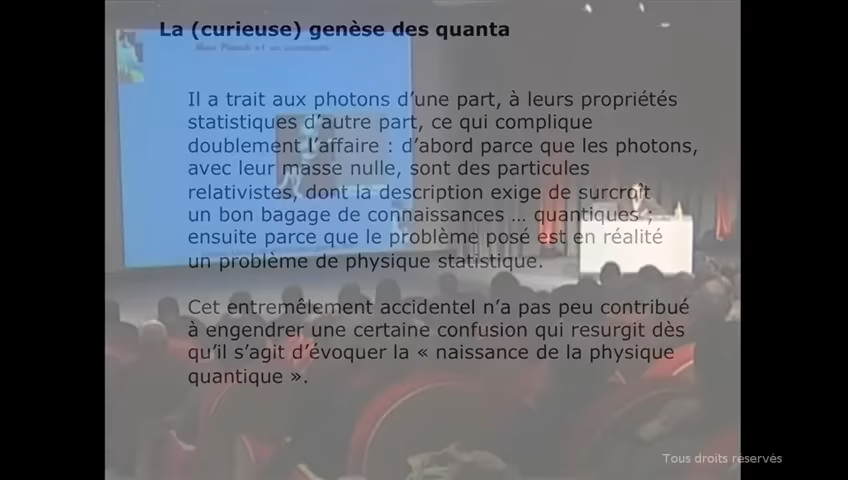 La (curieuse) genèse des quanta
Il a trait aux photons d’une part, à leurs propriétés
statistiques d’autre part, ce qui complique
doublement l’affaire : d’abord parce que les photons,
avec leur masse nulle, sont des particules
relativistes, dont la description exige de surcroît
un bon bagage de connaissances … quantiques ;
ensuite parce que le problème posé est en réalité
un problème de physique statistique.
Cet entremêlement accidentel n’a pas peu contribué
à engendrer une certaine confusion qui resurgit dès
qu’il s’agit d’évoquer la « naissance de la physique
quantique ».
Tous droits reservés